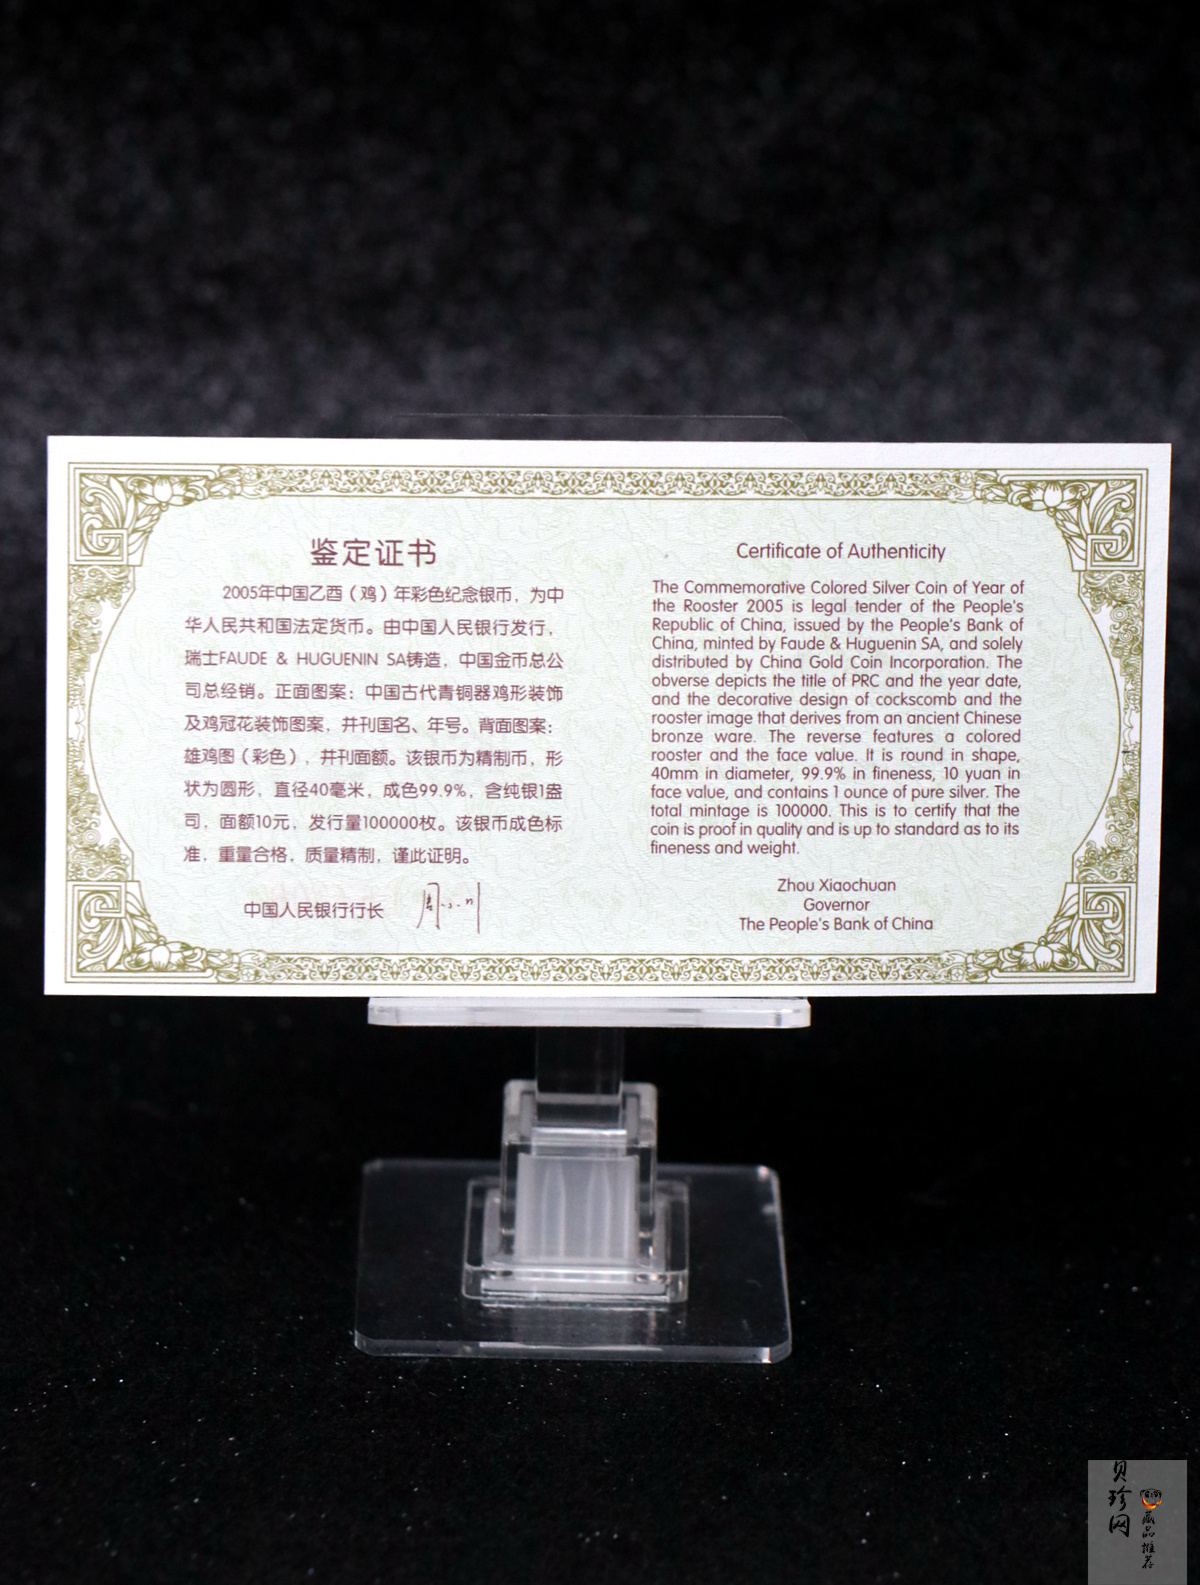 鉴定证书
2005年中国乙酉（鸡）年彩色纪念银币，为中
华人民共和国法定货币。由中国人民银行发行，
瑞士FAUDE & HUGUENIN SA铸造，中国金币总公
司总经销。正面图案：中国古代青铜器鸡形装饰
及鸡冠花装饰图案，并刊国名、年号。背面图案：
雄鸡图（彩色），并刊面额。该银币为精制币，形
状为圆形，直径40毫米，成色99.9%，含纯银1盎
司，面额10元，发行量100000枚。该银币成色标
准，重量合格，质量精制，谨此证明。
中国人民银行行长 周小川
Certificate of Authenticity
The Commemorative Colored Silver Coin of Year of
the Rooster 2005 is legal tender of the People's
Republic of China, issued by the People's Bank of
China, minted by Faude & Huguenin SA, and solely
distributed by China Gold Coin Incorporation. The
obverse depicts the title of PRC and the year date,
and the decorative design of cockscomb and the
rooster image that derives from an ancient Chinese
bronze ware. The reverse features a colored
rooster and the face value. It is round in shape,
40mm in diameter, 99.9% in fineness, 10 yuan in
face value, and contains 1 ounce of pure silver. The
total mintage is 100000. This is to certify that the
coin is proof in quality and is up to standard as to its
fineness and weight.
Zhou Xiaochuan
Governor
The People's Bank of China
贝珍网
藏品推荐